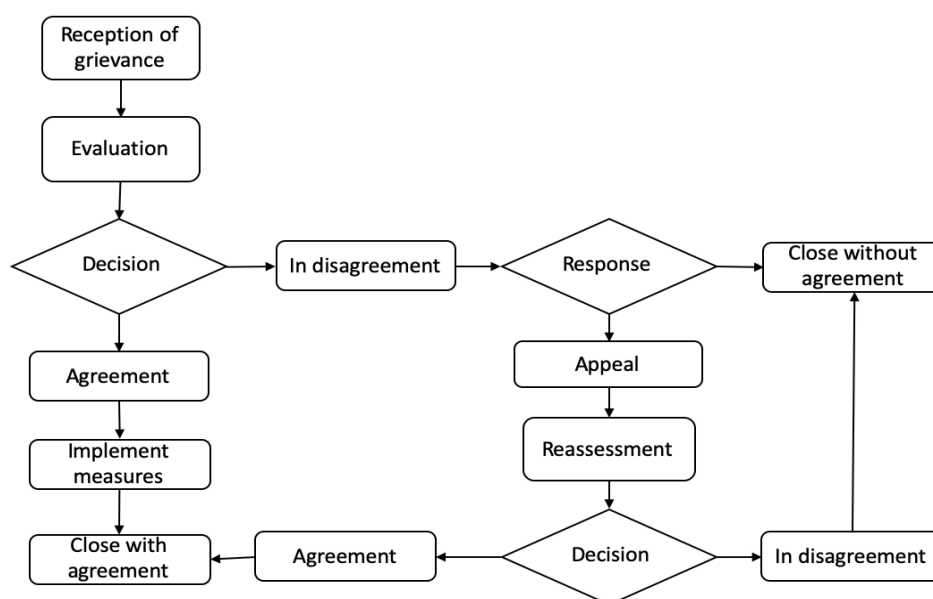 Reception of
grievance
Evaluation
Decision
In disagreement
Response
Close without
agreement
Agreement
Appeal
Implement
measures
Reassessment
Close with
agreement
Agreement
Decision
In disagreement